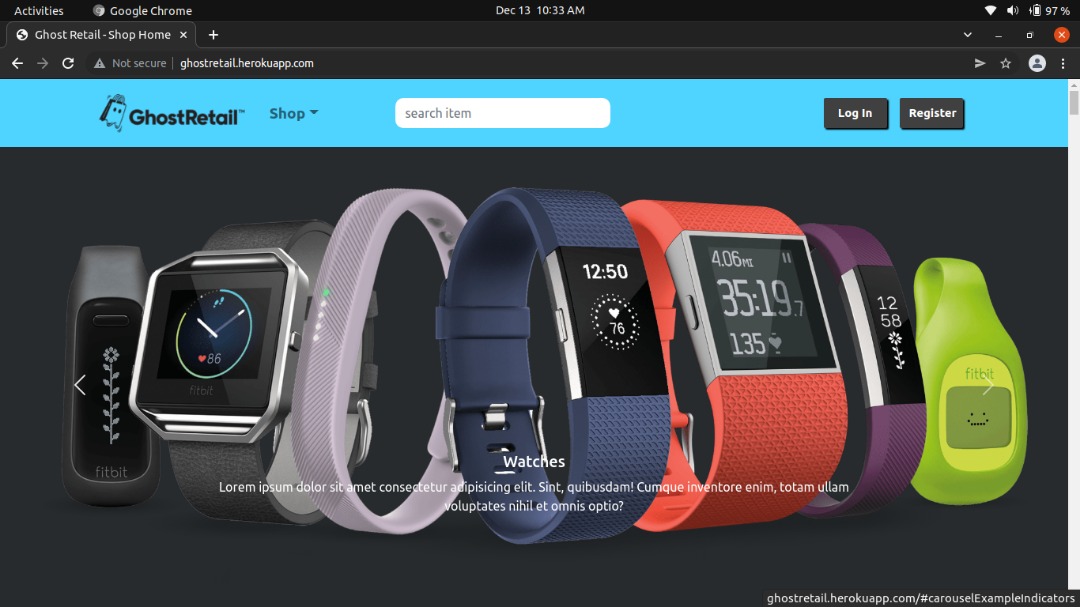 Activities
Google Chrome
Dec 13 10:33 AM
97 %
Ghost Retail - Shop Home
Not secure
ghostretail.herokuapp.com
GhostRetail™
Shop
search item
Log In
Register
12:50
76
4.06MI
35:19.7
135
12
58
86
fitbit
fitbit
fitbit
Watches
Lorem ipsum dolor sit amet consectetur adipisicing elit. Sint, quibusdam! Cumque inventore enim, totam ullam
voluptates nihil et omnis optio?
ghostretail.herokuapp.com/#carouselExampleIndicators